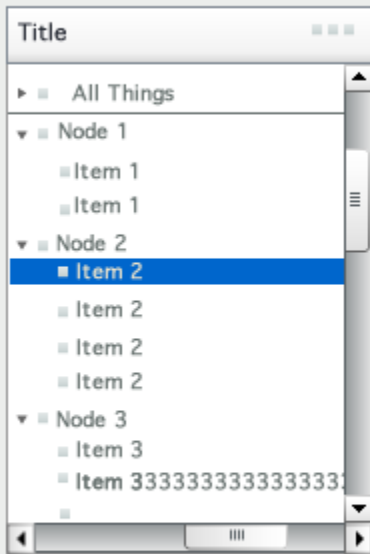 Title
All Things
Node 1
Item 1
Item 1
Node 2
Item 2
Item 2
Item 2
Item 2
Node 3
Item 3
Item 333333333333333333